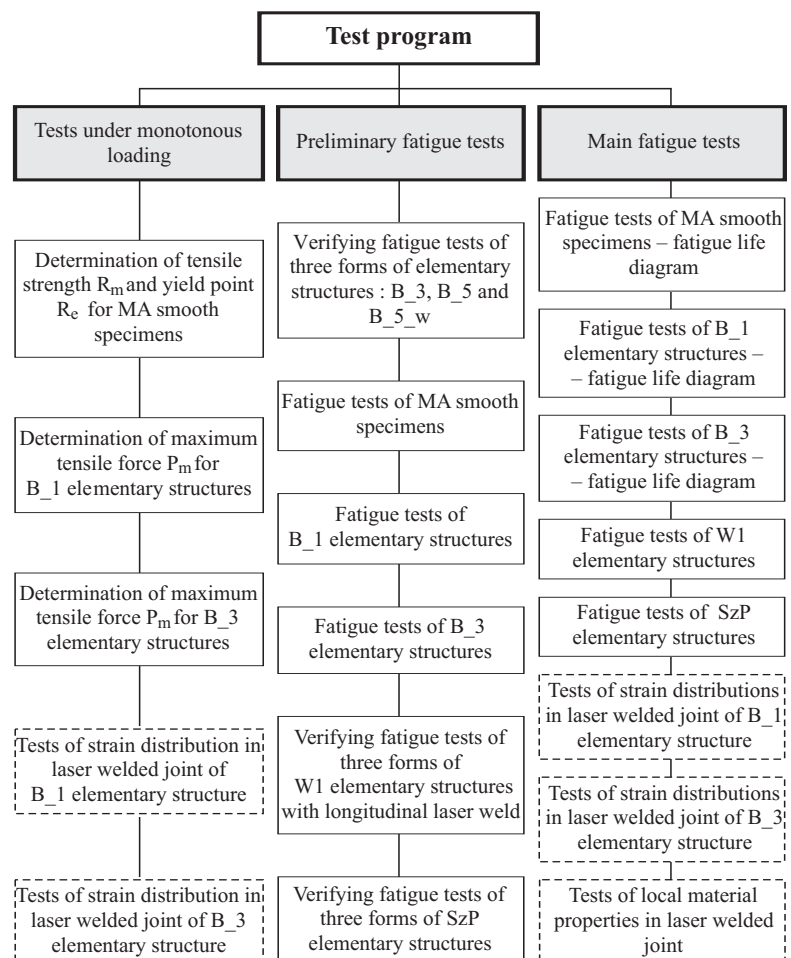 Test program
Tests under monotonous
loading
Determination of tensile
strength Rm and yield point
Re for MA smooth
specimens
Determination of maximum
tensile force Pm for
B_1 elementary structures
Determination of maximum
tensile force Pm for B_3
elementary structures
Tests of strain distribution in
laser welded joint of
B_1 elementary structure
Tests of strain distribution in
laser welded joint of B_3
elementary structure
Preliminary fatigue tests
Verifying fatigue tests of
three forms of elementary
structures : B_3, B_5 and
B_5_w
Fatigue tests of MA smooth
specimens
Fatigue tests of
B_1 elementary structures
Fatigue tests of B_3
elementary structures
Verifying fatigue tests of
three forms of
W1 elementary structures
with longitudinal laser weld
Verifying fatigue tests of
three forms of SzP
elementary structures
Main fatigue tests
Fatigue tests of MA smooth
specimens – fatigue life
diagram
Fatigue tests of B_1
elementary structures –
– fatigue life diagram
Fatigue tests of B_3
elementary structures –
– fatigue life diagram
Fatigue tests of W1
elementary structures
Fatigue tests of SzP
elementary structures
Tests of strain distributions
in laser welded joint of B_1
elementary structure
Tests of strain distributions
in laser welded joint of B_3
elementary structure
Tests of local material
properties in laser welded
joint